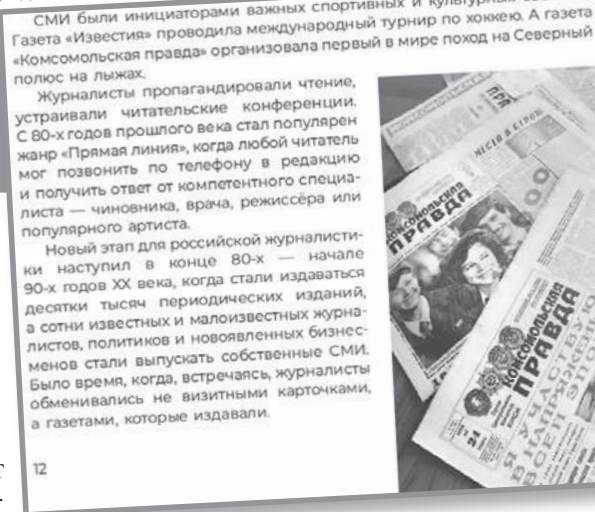 СМИ были инициаторами важных спортивных и культурных
Газета «Известия» проводила международный турнир по хоккею. А газета
«Комсомольская правда» организовала первый в мире поход на Северный
полюс на лыжах.
Журналисты пропагандировали чтение,
устраивали читательские конференции.
С 80-х годов прошлого века стал популярен
жанр «Прямая линия», когда любой читатель
мог позвонить по телефону в редакцию
и получить ответ от компетентного специа-
листа — чиновника, врача, режиссёра или
популярного артиста.
Новый этап для российской журналисти-
ки наступил в конце 80-х — начале
90-х годов XX века, когда стали издаваться
десятки тысяч периодических изданий,
а сотни известных и малоизвестных журна-
листов, политиков и новоявленных бизнес-
менов стали выпускать собственные СМИ.
Было время, когда, встречаясь, журналисты
обменивались не визитными карточками,
а газетами, которые издавали.
12
КОМСОМОЛЬСКАЯ
ПРАВДА
КОМСОМОЛЬСКАЯ
ПРАВДА
Я УЧАСТВУЮ